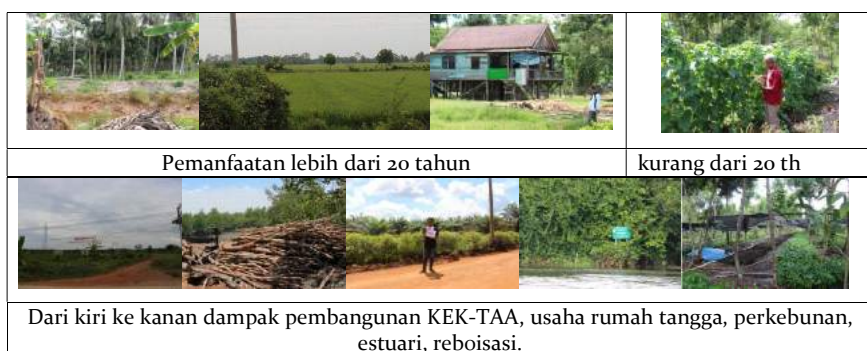 Pemanfaatan lebih dari 20 tahun
kurang dari 20 th
Dari kiri ke kanan dampak pembangunan KEK-TAA, usaha rumah tangga, perkebunan,
estuari, reboisasi.